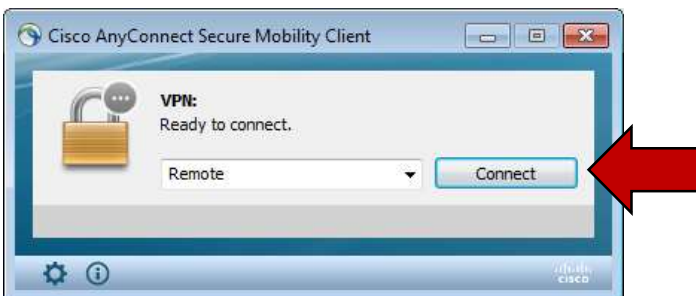 Cisco AnyConnect Secure Mobility Client
VPN:
Ready to connect.
Remote
Connect
cisco